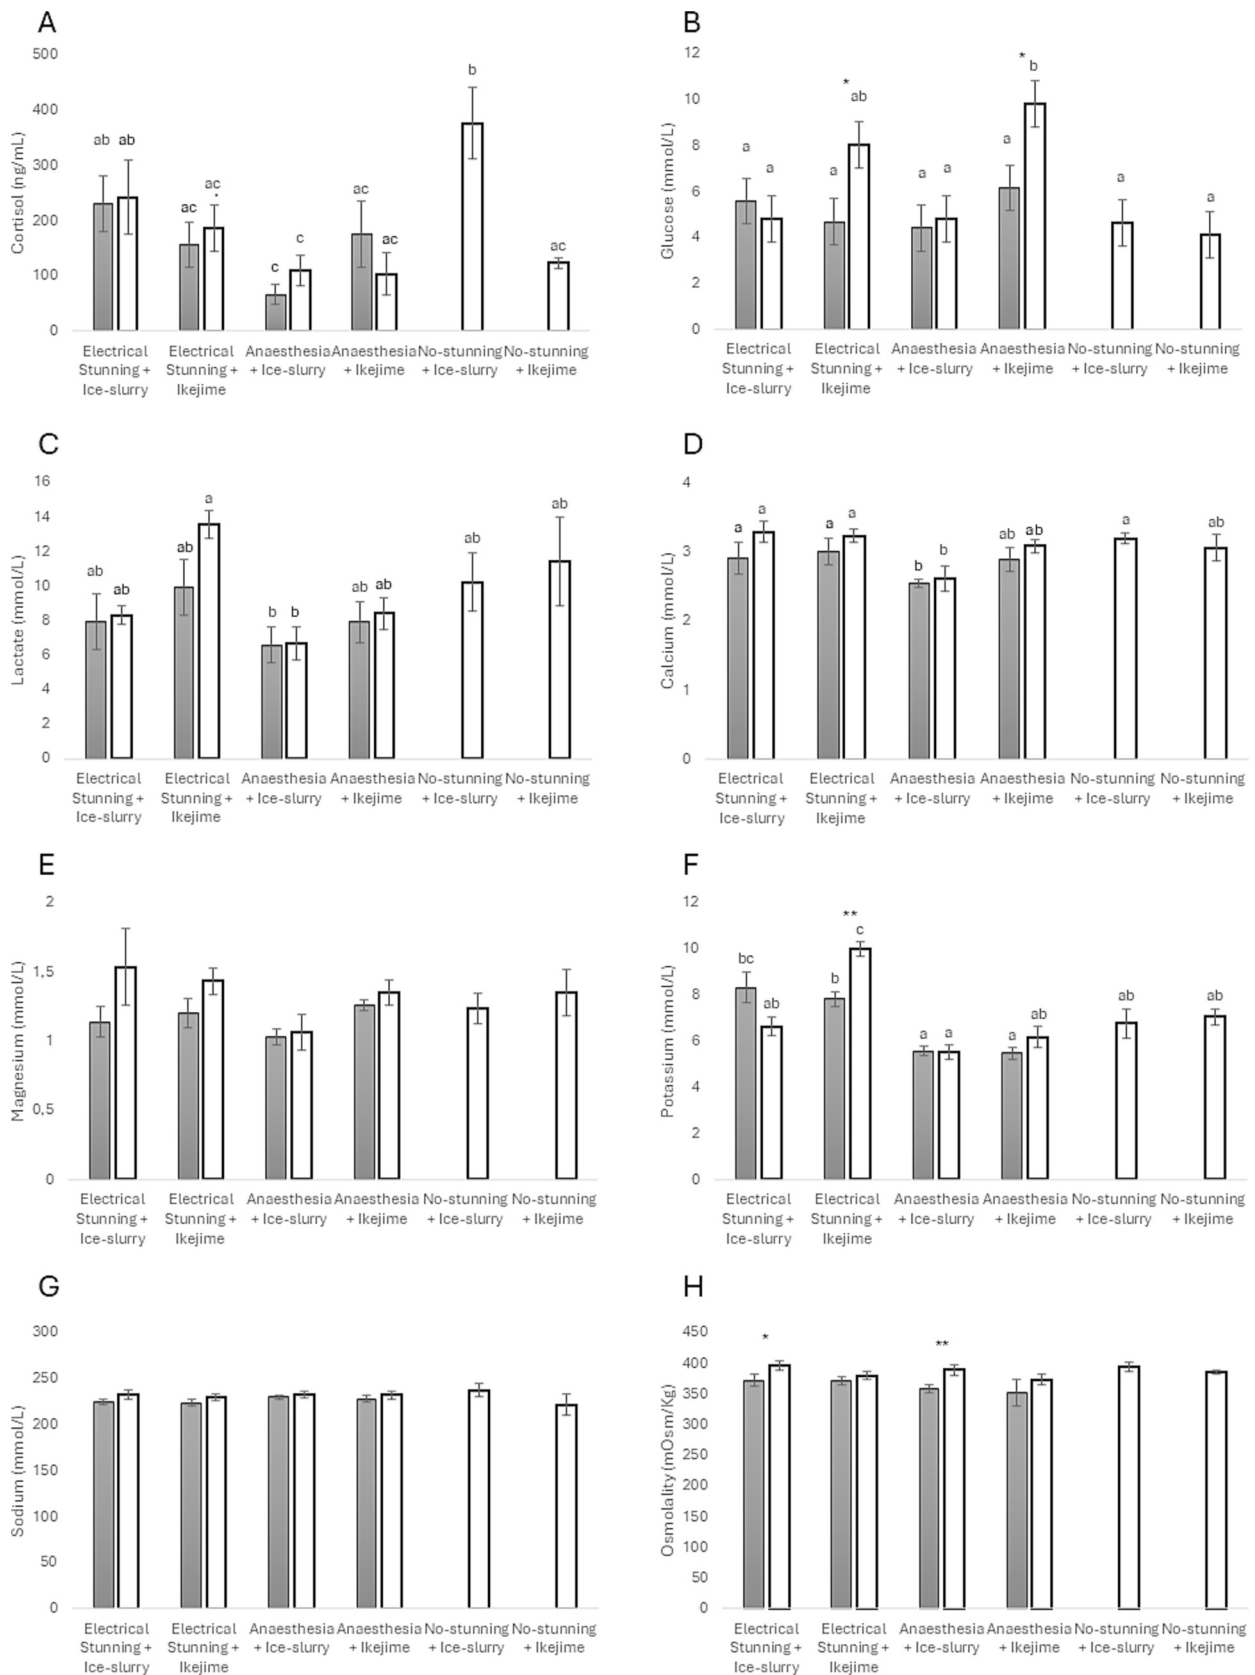 A
500
400
300
200
100
0
Cortisol (ng/mL)
ab
ab
ac
ac
c
c
ac
ac
b
ac
Electrical Electrical Anaesthesia Anaesthesia No-stunning No-stunning
Stunning + Stunning + + Ice-slurry + Ikejime + Ice-slurry + Ikejime
Ice-slurry Ikejime
B
12
10
8
6
4
2
0
Glucose (mmol/L)
a
a
a
*
ab
a
a
a
*
b
a
a
Electrical Electrical Anaesthesia Anaesthesia No-stunning No-stunning
Stunning + Stunning + + Ice-slurry + Ikejime + Ice-slurry + Ikejime
Ice-slurry Ikejime
C
16
14
12
10
8
6
4
2
0
Lactate (mmol/L)
ab
ab
ab
a
b
b
ab
ab
ab
ab
Electrical Electrical Anaesthesia Anaesthesia No-stunning No-stunning
Stunning + Stunning + + Ice-slurry + Ikejime + Ice-slurry + Ikejime
Ice-slurry Ikejime
D
4
3
2
1
0
Calcium (mmol/L)
a
a
a
a
b
b
ab
ab
a
ab
Electrical Electrical Anaesthesia Anaesthesia No-stunning No-stunning
Stunning + Stunning + + Ice-slurry + Ikejime + Ice-slurry + Ikejime
Ice-slurry Ikejime
E
2
1,5
1
0,5
0
Magnesium (mmol/L)
Electrical Electrical Anaesthesia Anaesthesia No-stunning No-stunning
Stunning + Stunning + + Ice-slurry + Ikejime + Ice-slurry + Ikejime
Ice-slurry Ikejime
F
12
10
8
6
4
2
0
Potassium (mmol/L)
bc
ab
b
**
c
a
a
a
ab
ab
ab
Electrical Electrical Anaesthesia Anaesthesia No-stunning No-stunning
Stunning + Stunning + + Ice-slurry + Ikejime + Ice-slurry + Ikejime
Ice-slurry Ikejime
G
300
250
200
150
100
50
0
Sodium (mmol/L)
Electrical Electrical Anaesthesia Anaesthesia No-stunning No-stunning
Stunning + Stunning + + Ice-slurry + Ikejime + Ice-slurry + Ikejime
Ice-slurry Ikejime
H
450
400
350
300
250
200
150
100
50
0
Osmolality (mOsm/Kg)
*
**
Electrical Electrical Anaesthesia Anaesthesia No-stunning No-stunning
Stunning + Stunning + + Ice-slurry + Ikejime + Ice-slurry + Ikejime
Ice-slurry Ikejime